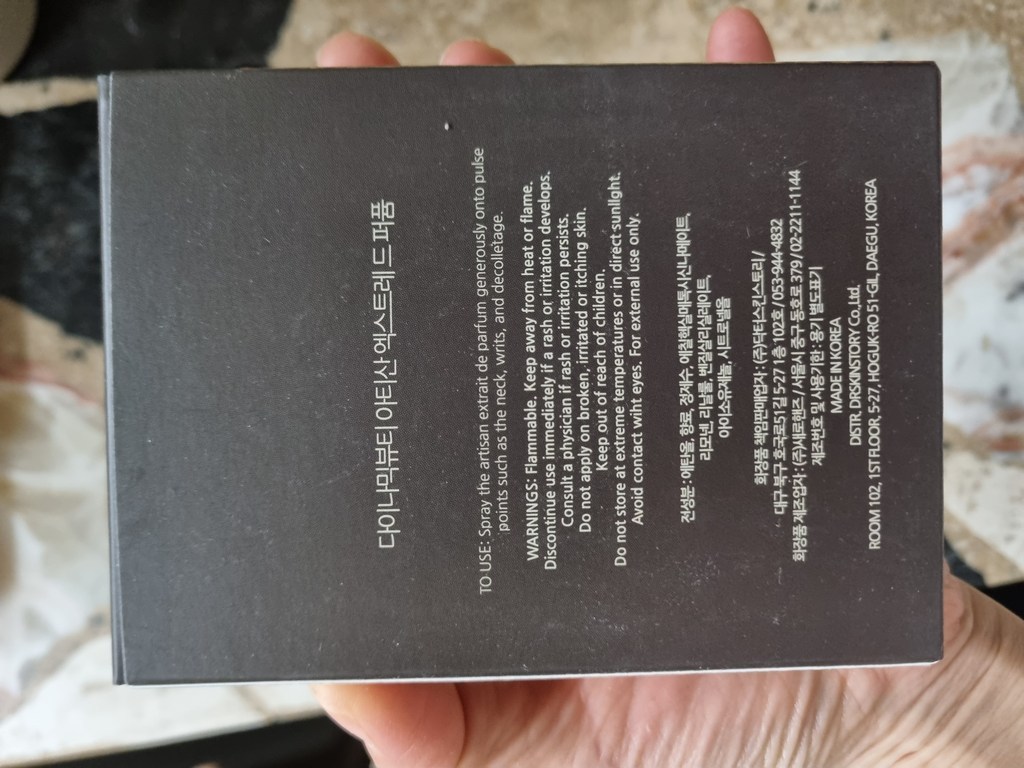 다이나믹뷰티 아티산 엑스트레 드 퍼퓸
TO USE: Spray the artisan extrait de parfum generously onto pulse
points such as the neck, writs, and decolletage.
WARNINGS: Flammable. Keep away from heat or flame.
Discontinue use immediately if a rash or irritation develops.
Consult a physician if rash or irritation persists.
Do not apply on broken, irritated or itching skin.
Keep out of reach of children.
Do not store at extreme temperatures or in direct sunlight.
Avoid contact wiht eyes. For external use only.
전성분 : 에탄올, 향료, 정제수, 에칠헥실메톡시신나메이트,
리모넨, 리날룰, 벤질살리실레이트,
아이소유제놀, 시트로넬올
화장품 책임판매업자 : (주)닥터스킨스토리 /
대구 북구 호국로51길 5-27 1층 102호 / 053-944-4832
화장품 제조업자 : (주)새로핸즈 / 서울시 중구 동호로 379 / 02-2211-1144
제조번호 및 사용기한 : 용기 별도표기
MADE IN KOREA
DISTR. DRSKINSTORY Co.,Ltd.
ROOM 102, 1STFLOOR, 5-27, HOGUK-RO 51-GIL, DAEGU, KOREA